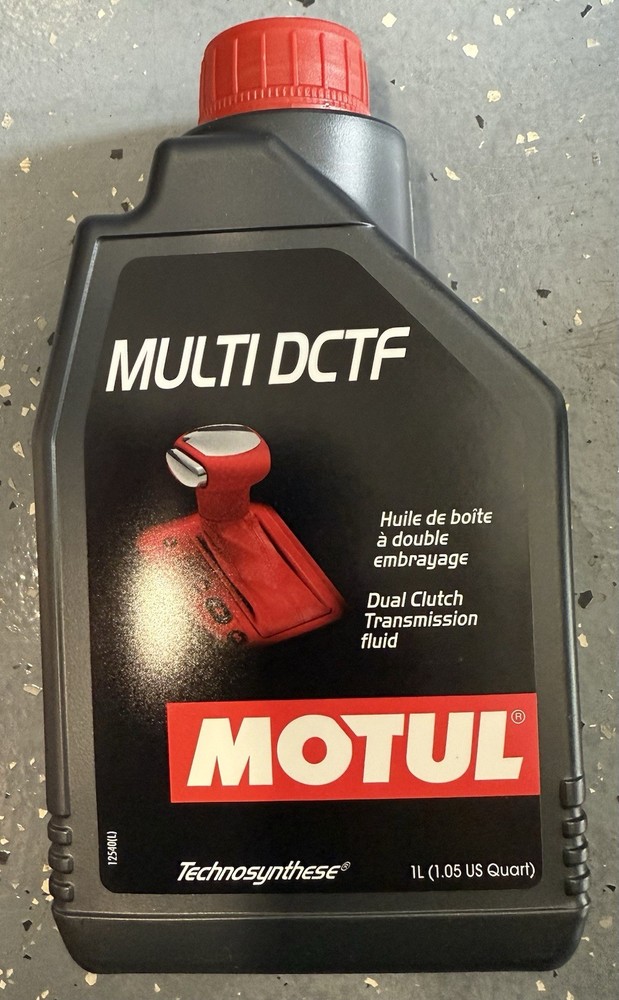 MULTI DCTF
Huile de boîte
à double
embrayage
Dual Clutch
Transmission
fluid
MOTUL®
12540(L)
Technosynthese®
1L (1.05 US Quart)